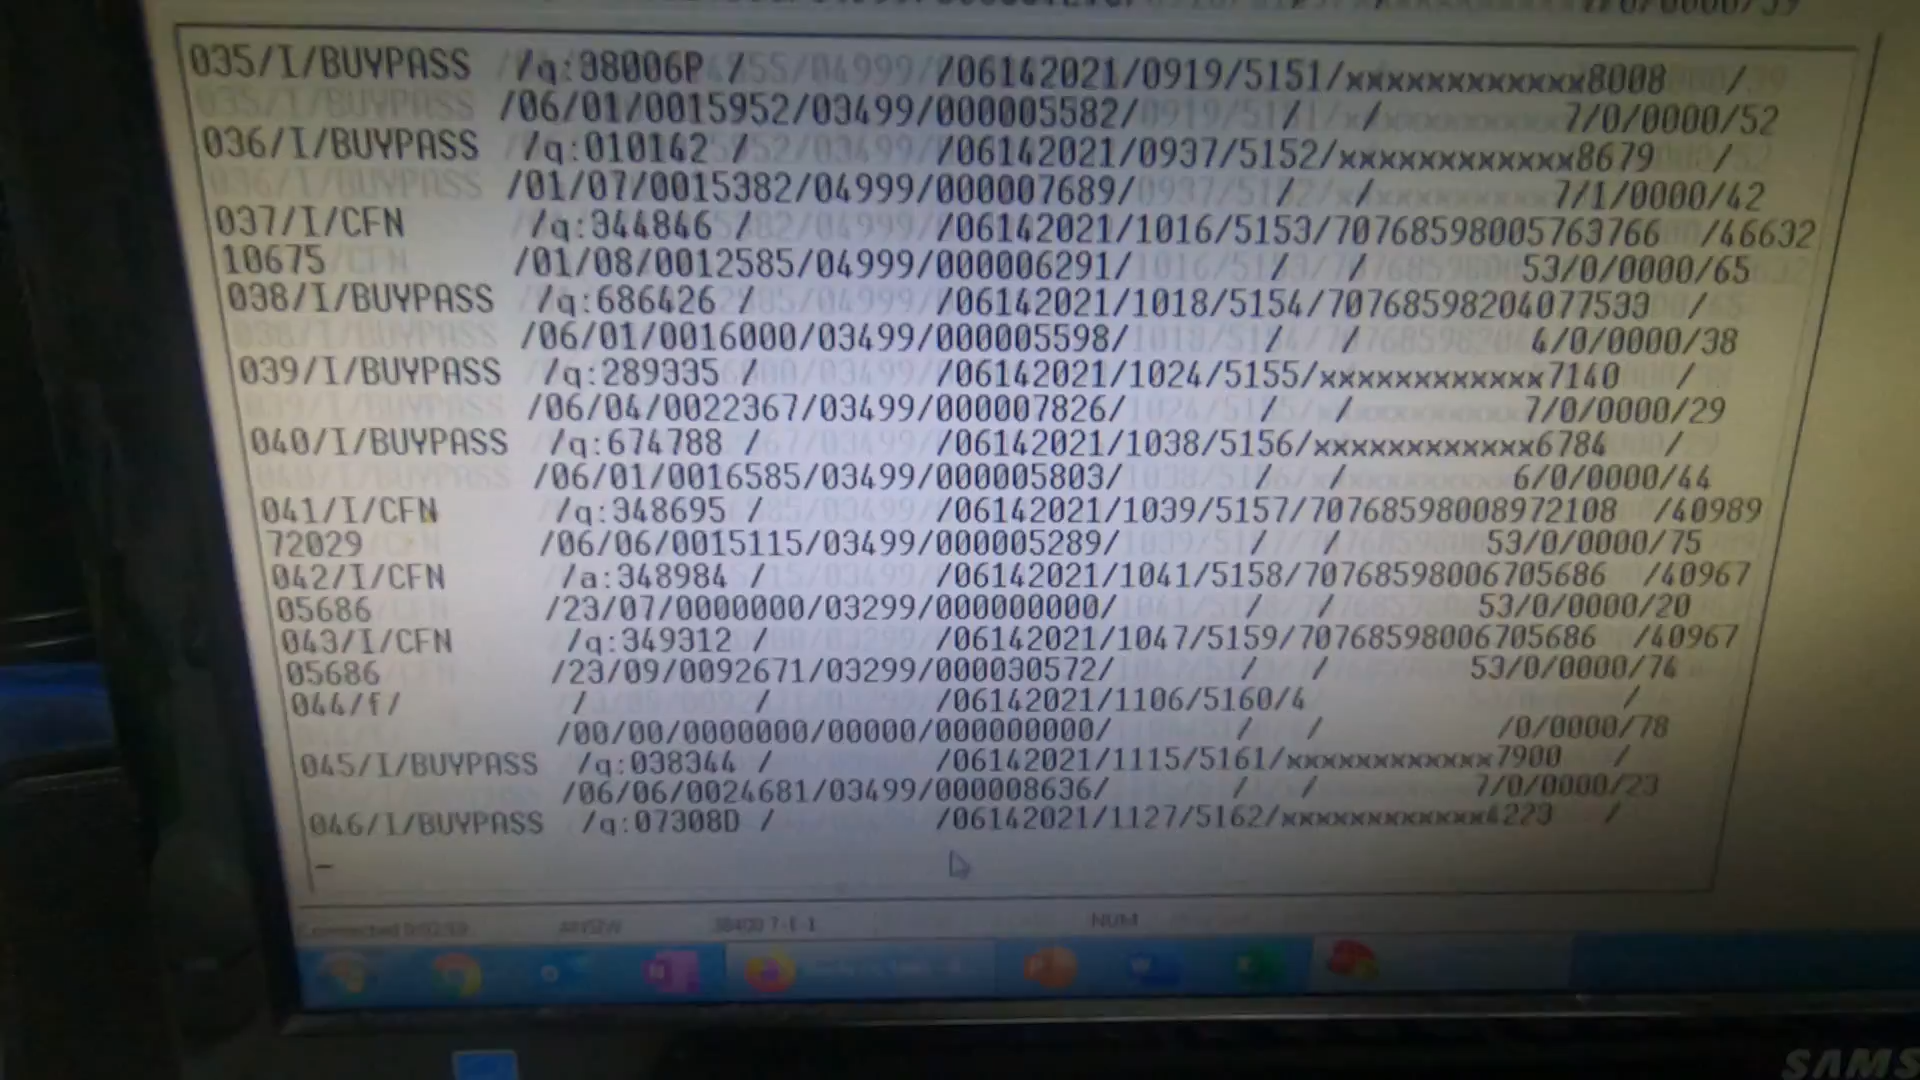 035/I/BUYPASS /q:38006P / /06142021/0919/5151/xxxxxxxxxxxx8008 /
/06/01/0015952/03499/000005582/ / / 7/0/0000/52
036/I/BUYPASS /q:010142 / /06142021/0937/5152/xxxxxxxxxxxx8679 /
/01/07/0015382/04999/000007689/ / / 7/1/0000/42
037/I/CFN /q:344846 / /06142021/1016/5153/70768598005763766 /46632
10675 /01/08/0012585/04999/000006291/ / / 53/0/0000/65
038/I/BUYPASS /q:686426 / /06142021/1018/5154/70768598204077533 /
/06/01/0016000/03499/000005598/ / / 4/0/0000/38
039/I/BUYPASS /q:289335 / /06142021/1024/5155/xxxxxxxxxxxx7140 /
/06/04/0022367/03499/000007826/ / / 7/0/0000/29
040/I/BUYPASS /q:674788 / /06142021/1038/5156/xxxxxxxxxxxx6784 /
/06/01/0016585/03499/000005803/ / / 6/0/0000/44
041/I/CFN /q:348695 / /06142021/1039/5157/70768598008972108 /40989
72029 /06/06/0015115/03499/000005289/ / / 53/0/0000/75
042/I/CFN /a:348984 / /06142021/1041/5158/70768598006705686 /40967
05686 /23/07/0000000/03299/000000000/ / / 53/0/0000/20
043/I/CFN /q:349312 / /06142021/1047/5159/70768598006705686 /40967
05686 /23/09/0092671/03299/000030572/ / / 53/0/0000/74
044/f/ / / /06142021/1106/5160/4 /
/00/00/0000000/00000/000000000/ / / /0/0000/78
045/I/BUYPASS /q:038344 / /06142021/1115/5161/xxxxxxxxxxxx7900 /
/06/06/0024681/03499/000008636/ / / 7/0/0000/23
046/I/BUYPASS /q:07308D / /06142021/1127/5162/xxxxxxxxxxxx4223 /
NUM
SAMS